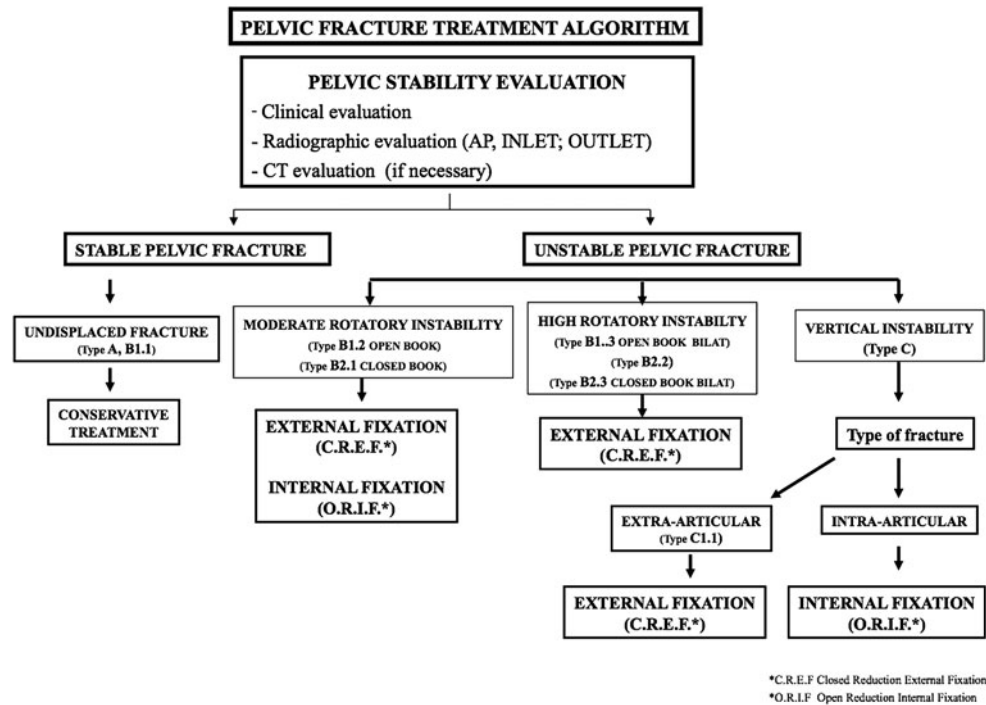 PELVIC FRACTURE TREATMENT ALGORITHM
PELVIC STABILITY EVALUATION
- Clinical evaluation
- Radiographic evaluation (AP, INLET; OUTLET)
- CT evaluation (if necessary)
STABLE PELVIC FRACTURE
UNSTABLE PELVIC FRACTURE
UNDISPLACED FRACTURE
(Type A, B1.1)
CONSERVATIVE
TREATMENT
MODERATE ROTATORY INSTABILITY
(Type B1.2 OPEN BOOK)
(Type B2.1 CLOSED BOOK)
EXTERNAL FIXATION
(C.R.E.F.*)
INTERNAL FIXATION
(O.R.I.F.*)
HIGH ROTATORY INSTABILTY
(Type B1..3 OPEN BOOK BILAT)
(Type B2.2)
(Type B2.3 CLOSED BOOK BILAT)
EXTERNAL FIXATION
(C.R.E.F.*)
VERTICAL INSTABILITY
(Type C)
Type of fracture
EXTRA-ARTICULAR
(Type C1.1)
INTRA-ARTICULAR
EXTERNAL FIXATION
(C.R.E.F.*)
INTERNAL FIXATION
(O.R.I.F.*)
*C.R.E.F Closed Reduction External Fixation
*O.R.I.F Open Reduction Internal Fixation